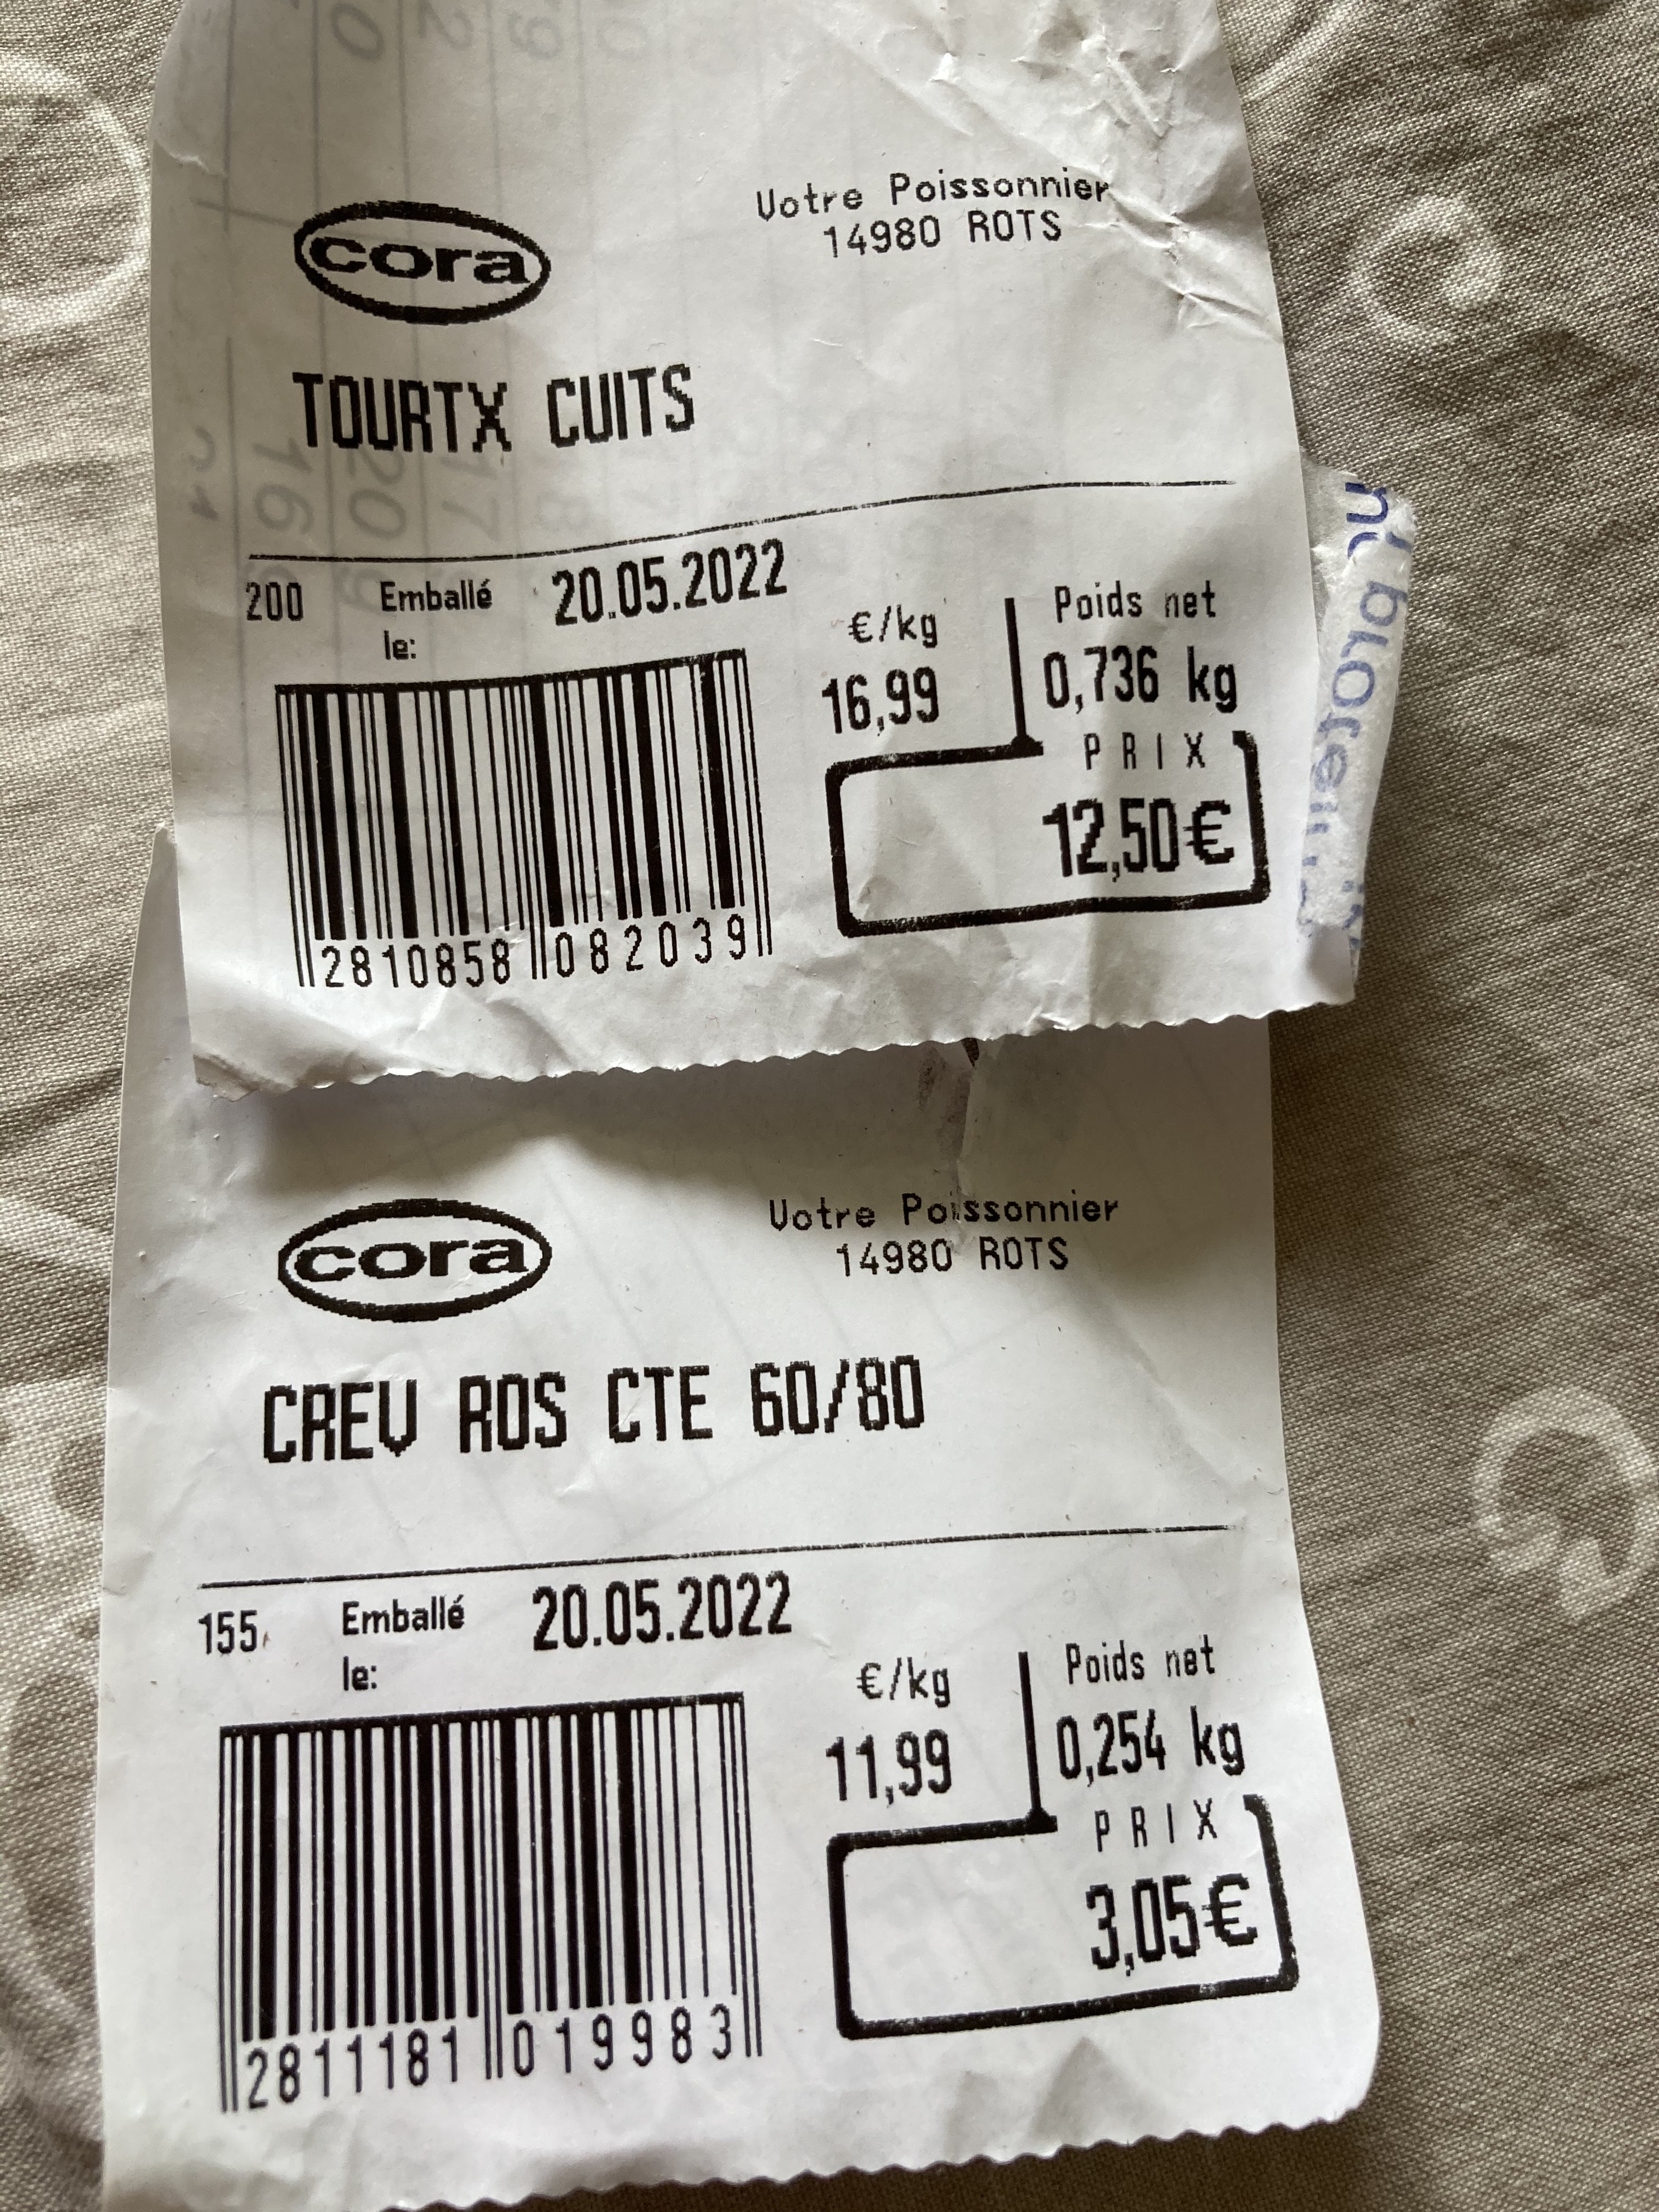 cora
Votre Poissonnier
14980 ROTS
TOURTX CUITS
200 Emballé le: 20.05.2022
€/kg Poids net
16,99 0,736 kg
PRIX
12,50€
2810858 082039
cora
Votre Poissonnier
14980 ROTS
CREV ROS CTE 60/80
155 Emballé le: 20.05.2022
€/kg Poids net
11,99 0,254 kg
PRIX
3,05€
2811181 019983